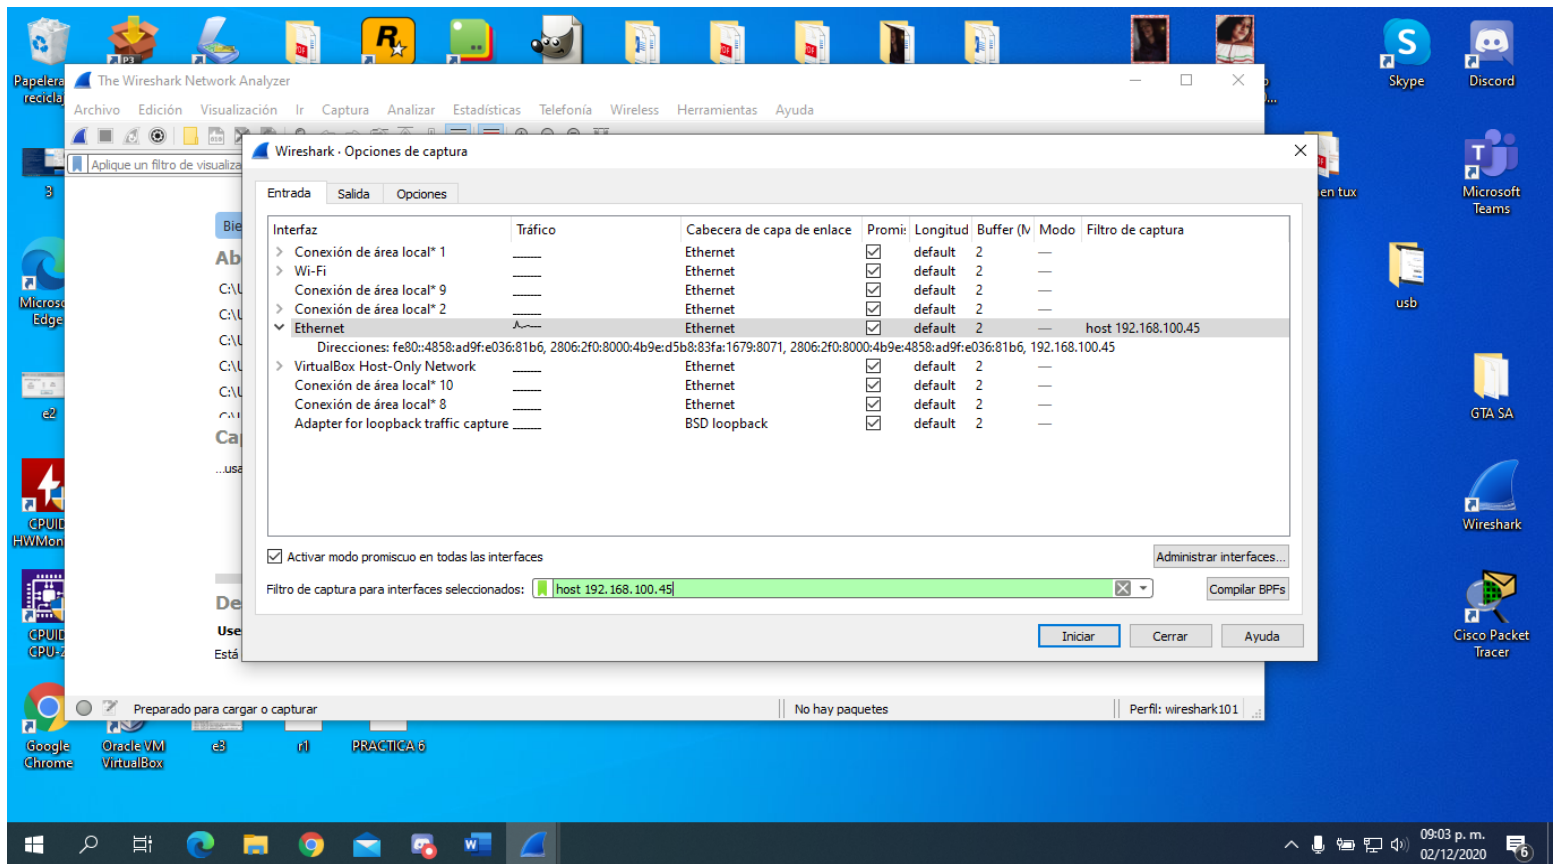 Papelera
recicla
Skype
Discord
The Wireshark Network Analyzer
Archivo Edición Visualización Ir Captura Analizar Estadísticas Telefonía Wireless Herramientas Ayuda
Aplique un filtro de visualiza
Wireshark · Opciones de captura
Entrada Salida Opciones
Interfaz Tráfico Cabecera de capa de enlace Promi: Longitud Buffer (M Modo Filtro de captura
Conexión de área local* 1 Ethernet default 2 —
Wi-Fi Ethernet default 2 —
Conexión de área local* 9 Ethernet default 2 —
Conexión de área local* 2 Ethernet default 2 —
Ethernet Ethernet default 2 — host 192.168.100.45
Direcciones: fe80::4858:ad9f:e036:81b6, 2806:2f0:8000:4b9e:d5b8:83fa:1679:8071, 2806:2f0:8000:4b9e:4858:ad9f:e036:81b6, 192.168.100.45
VirtualBox Host-Only Network Ethernet default 2 —
Conexión de área local* 10 Ethernet default 2 —
Conexión de área local* 8 Ethernet default 2 —
Adapter for loopback traffic capture BSD loopback default 2 —
Activar modo promiscuo en todas las interfaces
Administrar interfaces...
Filtro de captura para interfaces seleccionados: host 192.168.100.45 Compilar BPFs
Iniciar Cerrar Ayuda
Bie
Ab
C:\U
C:\U
C:\U
C:\U
C:\U
Cap
...usa
De
Use
Está
Preparado para cargar o capturar No hay paquetes Perfil: wireshark101
3
Microso
Edge
e2
CPUID
HWMon
CPUID
CPU-Z
Google
Chrome
Oracle VM
VirtualBox
e3
r1
PRACTICA 6
en tux
Microsoft
Teams
usb
GTA SA
Wireshark
Cisco Packet
Tracer
09:03 p. m.
02/12/2020
6